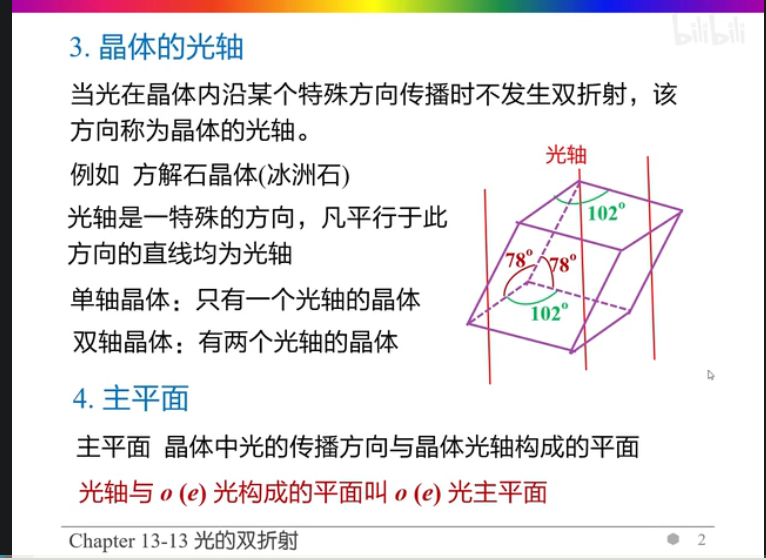 bilibili
3. 晶体的光轴
当光在晶体内沿某个特殊方向传播时不发生双折射，该
方向称为晶体的光轴。
例如 方解石晶体(冰洲石)
光轴是一特殊的方向，凡平行于此
方向的直线均为光轴
单轴晶体：只有一个光轴的晶体
双轴晶体：有两个光轴的晶体
光轴
102°
78°
78°
102°
4. 主平面
主平面 晶体中光的传播方向与晶体光轴构成的平面
光轴与 o (e) 光构成的平面叫 o (e) 光主平面
Chapter 13-13 光的双折射
2